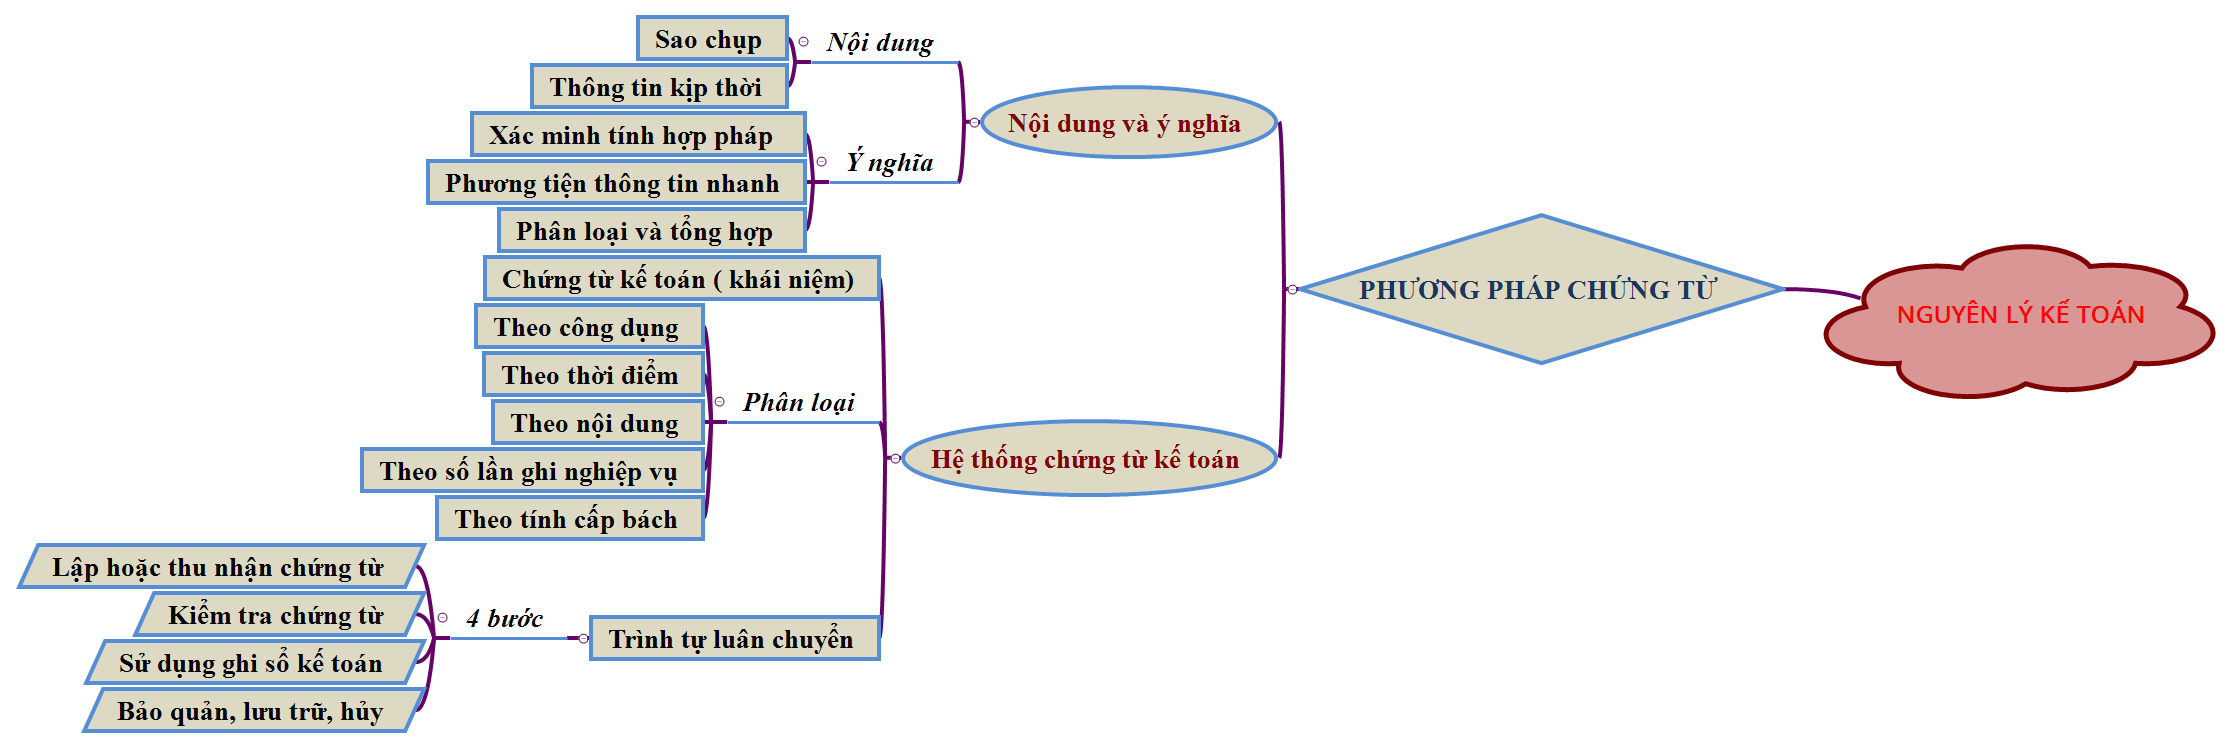 Sao chụp
Nội dung
Thông tin kịp thời
Nội dung và ý nghĩa
Xác minh tính hợp pháp
Ý nghĩa
Phương tiện thông tin nhanh
Phân loại và tổng hợp
Chứng từ kế toán ( khái niệm)
PHƯƠNG PHÁP CHỨNG TỪ
NGUYÊN LÝ KẾ TOÁN
Theo công dụng
Theo thời điểm
Phân loại
Theo nội dung
Hệ thống chứng từ kế toán
Theo số lần ghi nghiệp vụ
Theo tính cấp bách
Lập hoặc thu nhận chứng từ
Kiểm tra chứng từ
4 bước
Trình tự luân chuyển
Sử dụng ghi sổ kế toán
Bảo quản, lưu trữ, hủy